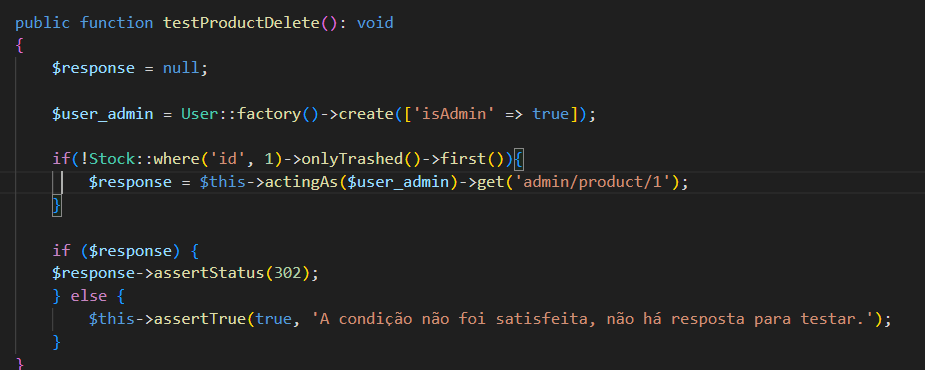 public function testProductDelete(): void
{
$response = null;
$user_admin = User::factory()->create(['isAdmin' => true]);
if(!Stock::where('id', 1)->onlyTrashed()->first()){
$response = $this->actingAs($user_admin)->get('admin/product/1');
}
if ($response) {
$response->assertStatus(302);
} else {
$this->assertTrue(true, 'A condição não foi satisfeita, não há resposta para testar.');
}
}